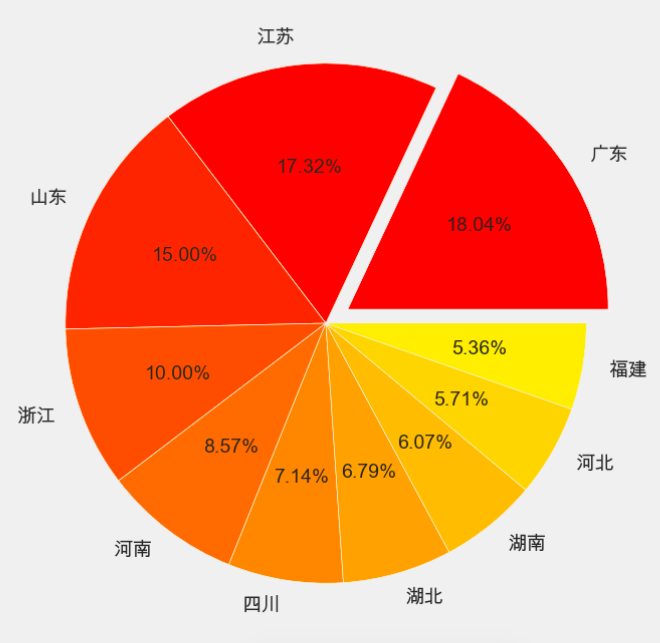 江苏
广东
17.32%
山东
18.04%
15.00%
5.36%
福建
10.00%
5.71%
浙江
6.07%
8.57%
河北
6.79%
7.14%
湖南
河南
湖北
四川